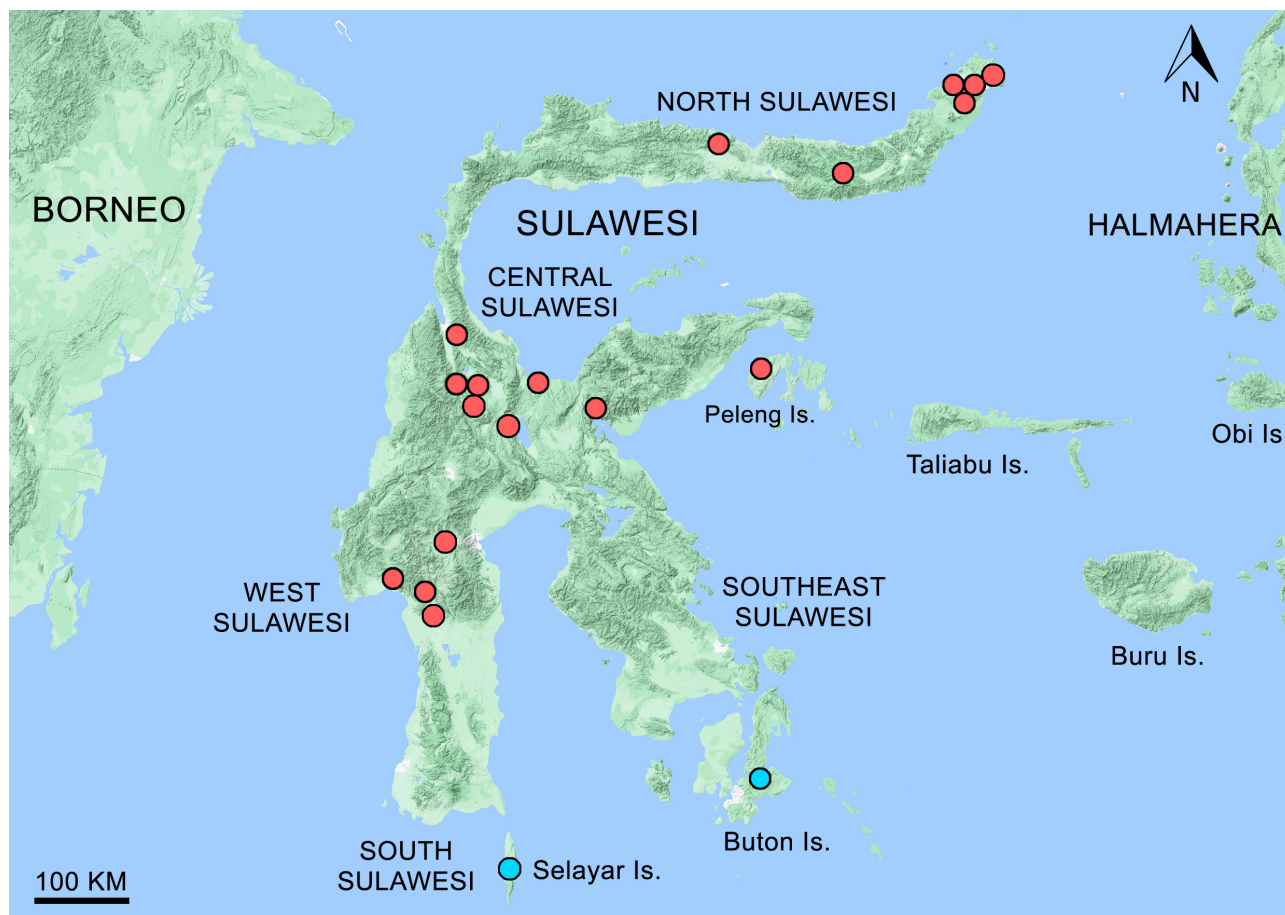 NORTH SULAWESI
N
BORNEO
SULAWESI
HALMAHERA
CENTRAL
SULAWESI
Peleng Is.
Obi Is
Taliabu Is.
WEST
SULAWESI
SOUTHEAST
SULAWESI
Buru Is.
Buton Is.
SOUTH
SULAWESI
Selayar Is.
100 KM